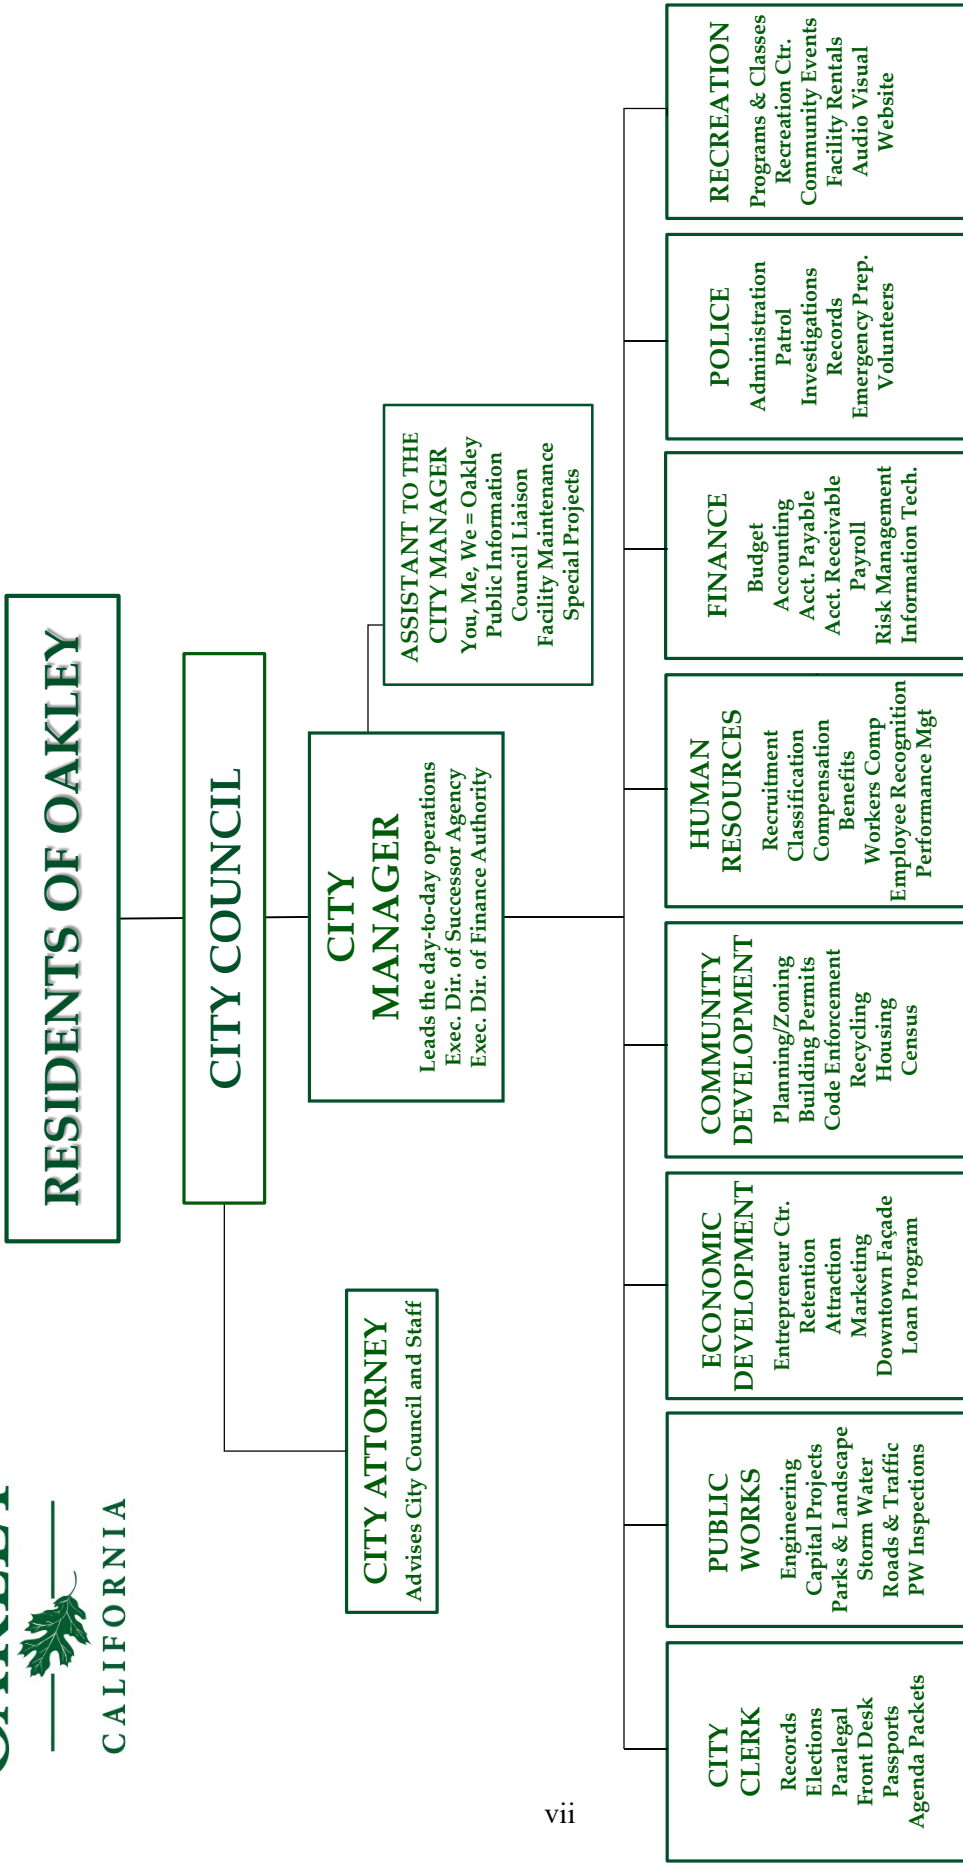 OAKLEY
CALIFORNIA
RESIDENTS OF OAKLEY
CITY COUNCIL
CITY ATTORNEY
Advises City Council and Staff
CITY
MANAGER
Leads the day-to-day operations
Exec. Dir. of Successor Agency
Exec. Dir. of Finance Authority
ASSISTANT TO THE
CITY MANAGER
You, Me, We = Oakley
Public Information
Council Liaison
Facility Maintenance
Special Projects
CITY
CLERK
Records
Elections
Paralegal
Front Desk
Passports
Agenda Packets
PUBLIC
WORKS
Engineering
Capital Projects
Parks & Landscape
Storm Water
Roads & Traffic
PW Inspections
ECONOMIC
DEVELOPMENT
Entrepreneur Ctr.
Retention
Attraction
Marketing
Downtown Façade
Loan Program
COMMUNITY
DEVELOPMENT
Planning/Zoning
Building Permits
Code Enforcement
Recycling
Housing
Census
HUMAN
RESOURCES
Recruitment
Classification
Compensation
Benefits
Workers Comp
Employee Recognition
Performance Mgt
FINANCE
Budget
Accounting
Acct. Payable
Acct. Receivable
Payroll
Risk Management
Information Tech.
POLICE
Administration
Patrol
Investigations
Records
Emergency Prep.
Volunteers
RECREATION
Programs & Classes
Recreation Ctr.
Community Events
Facility Rentals
Audio Visual
Website
vii